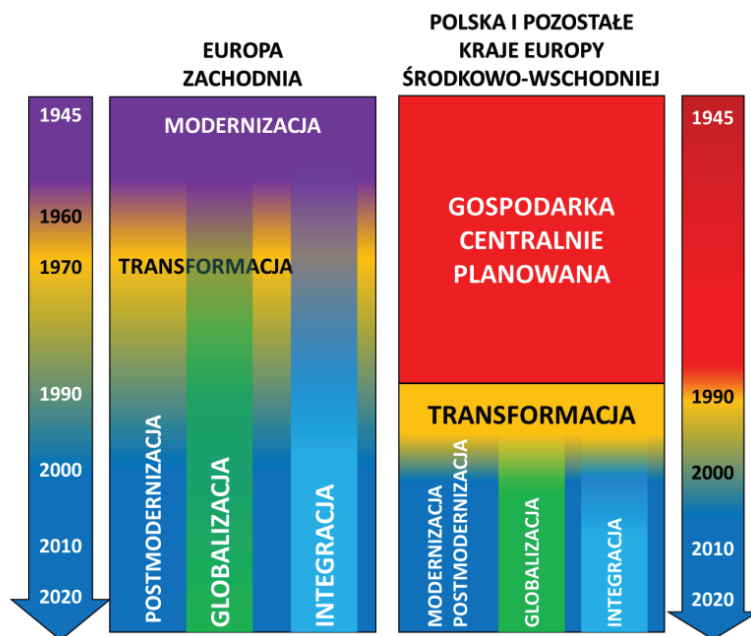 EUROPA
ZACHODNIA
POLSKA I POZOSTAŁE
KRAJE EUROPY
ŚRODKOWO-WSCHODNIEJ
1945
1960
1970
1990
2000
2010
2020
MODERNIZACJA
TRANSFORMACJA
POSTMODERNIZACJA
GLOBALIZACJA
INTEGRACJA
GOSPODARKA
CENTRALNIE
PLANOWANA
TRANSFORMACJA
MODERNIZACJA
POSTMODERNIZACJA
GLOBALIZACJA
INTEGRACJA
1945
1990
2000
2010
2020